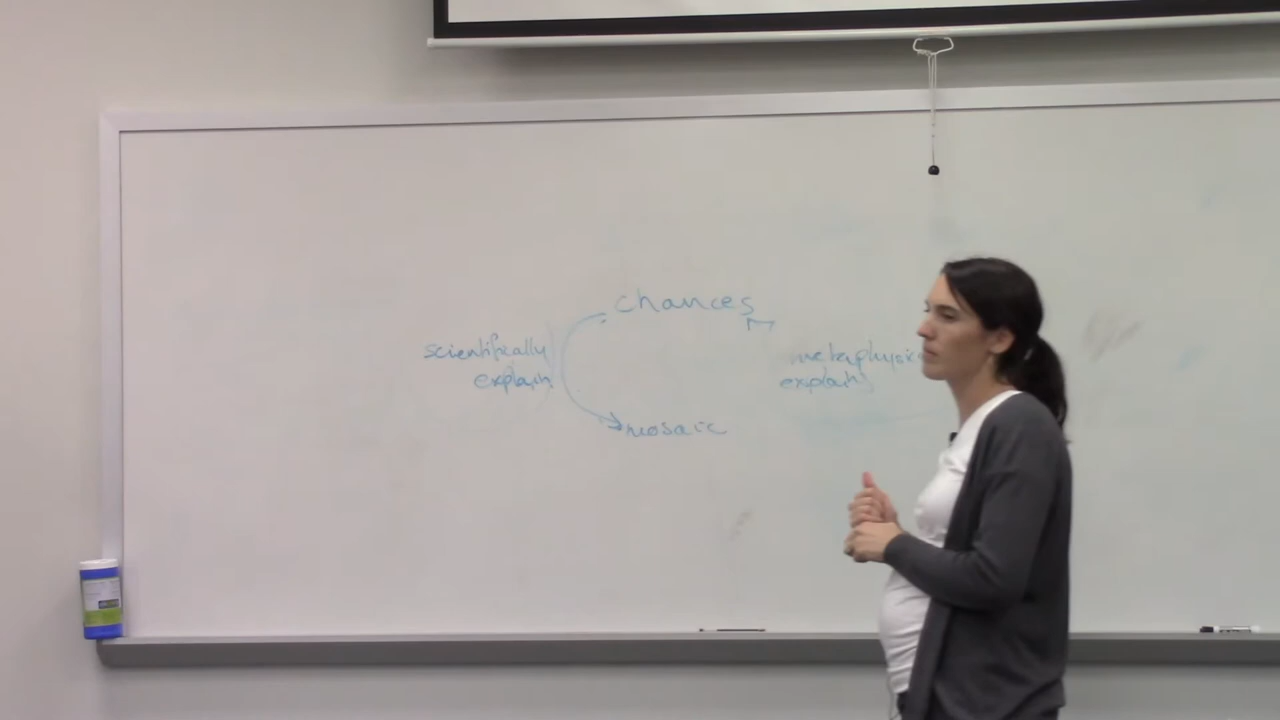 chances
scientifically
explain
metaphysic
explain
mosaic